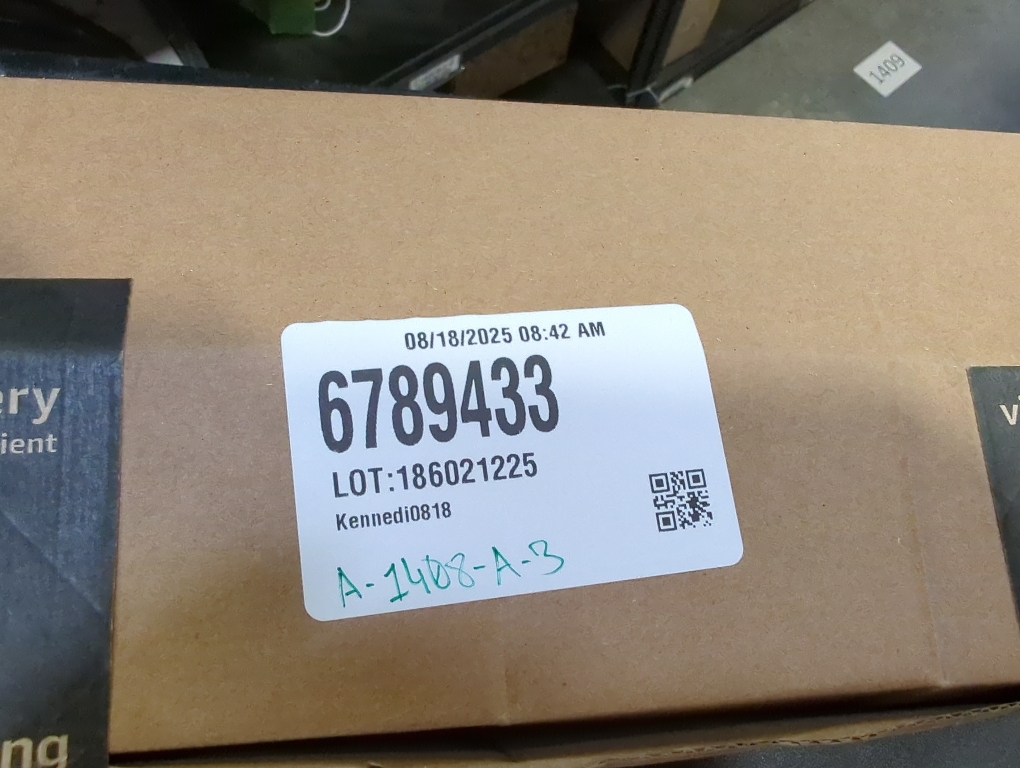 1409
08/18/2025 08:42 AM
6789433
LOT:186021225
Kennedi0818
A-1408-A-3
ery
ient
ng